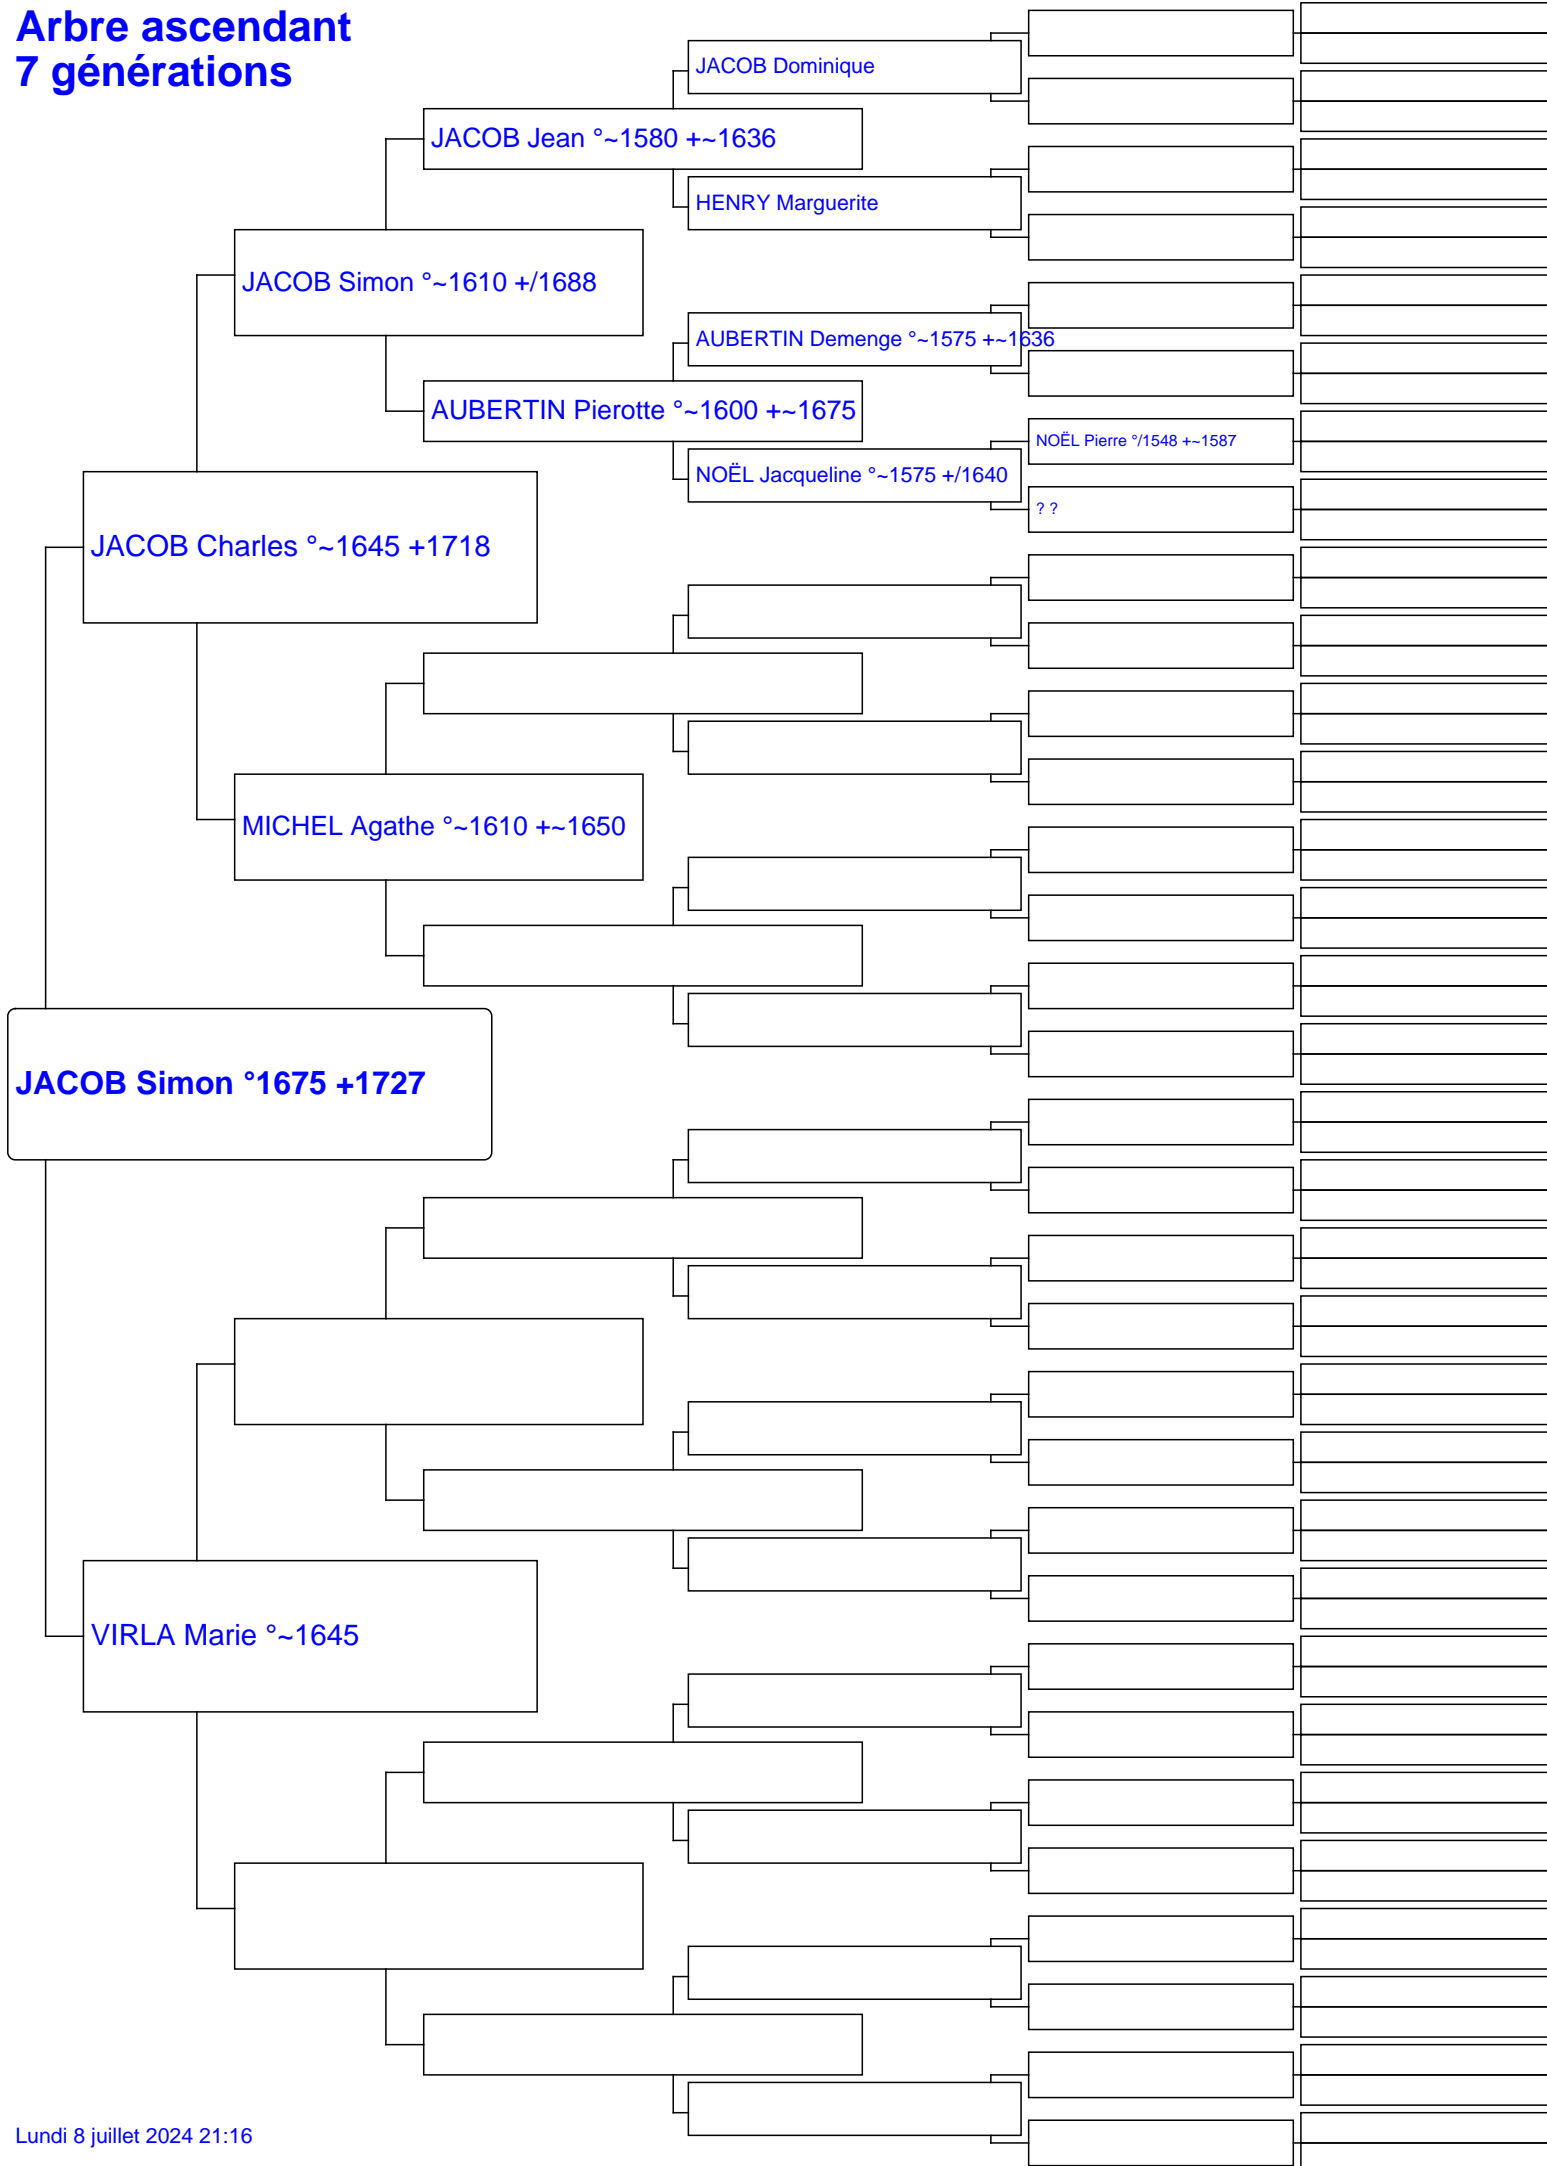 Arbre ascendant
7 générations
JACOB Dominique
JACOB Jean °~1580 +~1636
HENRY Marguerite
JACOB Simon °~1610 +/1688
AUBERTIN Demenge °~1575 +~1636
AUBERTIN Pierotte °~1600 +~1675
NOËL Pierre °/1548 +~1587
NOËL Jacqueline °~1575 +/1640
? ?
JACOB Charles °~1645 +1718
MICHEL Agathe °~1610 +~1650
JACOB Simon °1675 +1727
VIRLA Marie °~1645
Lundi 8 juillet 2024 21:16